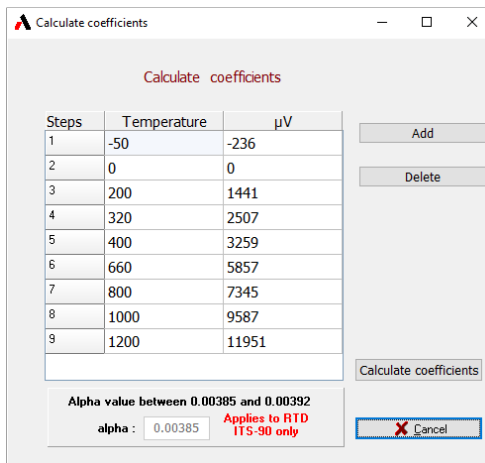 Calculate coefficients
Calculate coefficients
Steps Temperature µV
1 -50 -236
2 0 0
3 200 1441
4 320 2507
5 400 3259
6 660 5857
7 800 7345
8 1000 9587
9 1200 11951
Add
Delete
Calculate coefficients
Alpha value between 0.00385 and 0.00392
alpha : 0.00385 Applies to RTD
ITS-90 only
Cancel